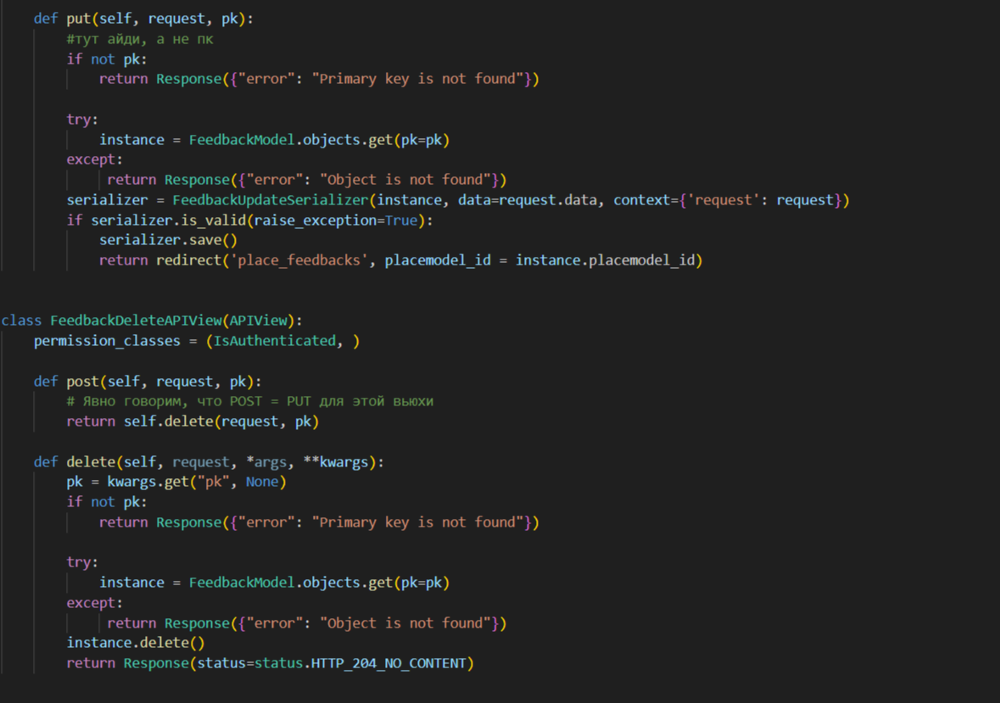 def put(self, request, pk):
#тут айди, а не пк
if not pk:
return Response({"error": "Primary key is not found"})
try:
instance = FeedbackModel.objects.get(pk=pk)
except:
return Response({"error": "Object is not found"})
serializer = FeedbackUpdateSerializer(instance, data=request.data, context={'request': request})
if serializer.is_valid(raise_exception=True):
serializer.save()
return redirect('place_feedbacks', placemodel_id = instance.placemodel_id)
class FeedbackDeleteAPIView(APIView):
permission_classes = (IsAuthenticated, )
def post(self, request, pk):
# Явно говорим, что POST = PUT для этой вьюхи
return self.delete(request, pk)
def delete(self, request, *args, **kwargs):
pk = kwargs.get("pk", None)
if not pk:
return Response({"error": "Primary key is not found"})
try:
instance = FeedbackModel.objects.get(pk=pk)
except:
return Response({"error": "Object is not found"})
instance.delete()
return Response(status=status.HTTP_204_NO_CONTENT)